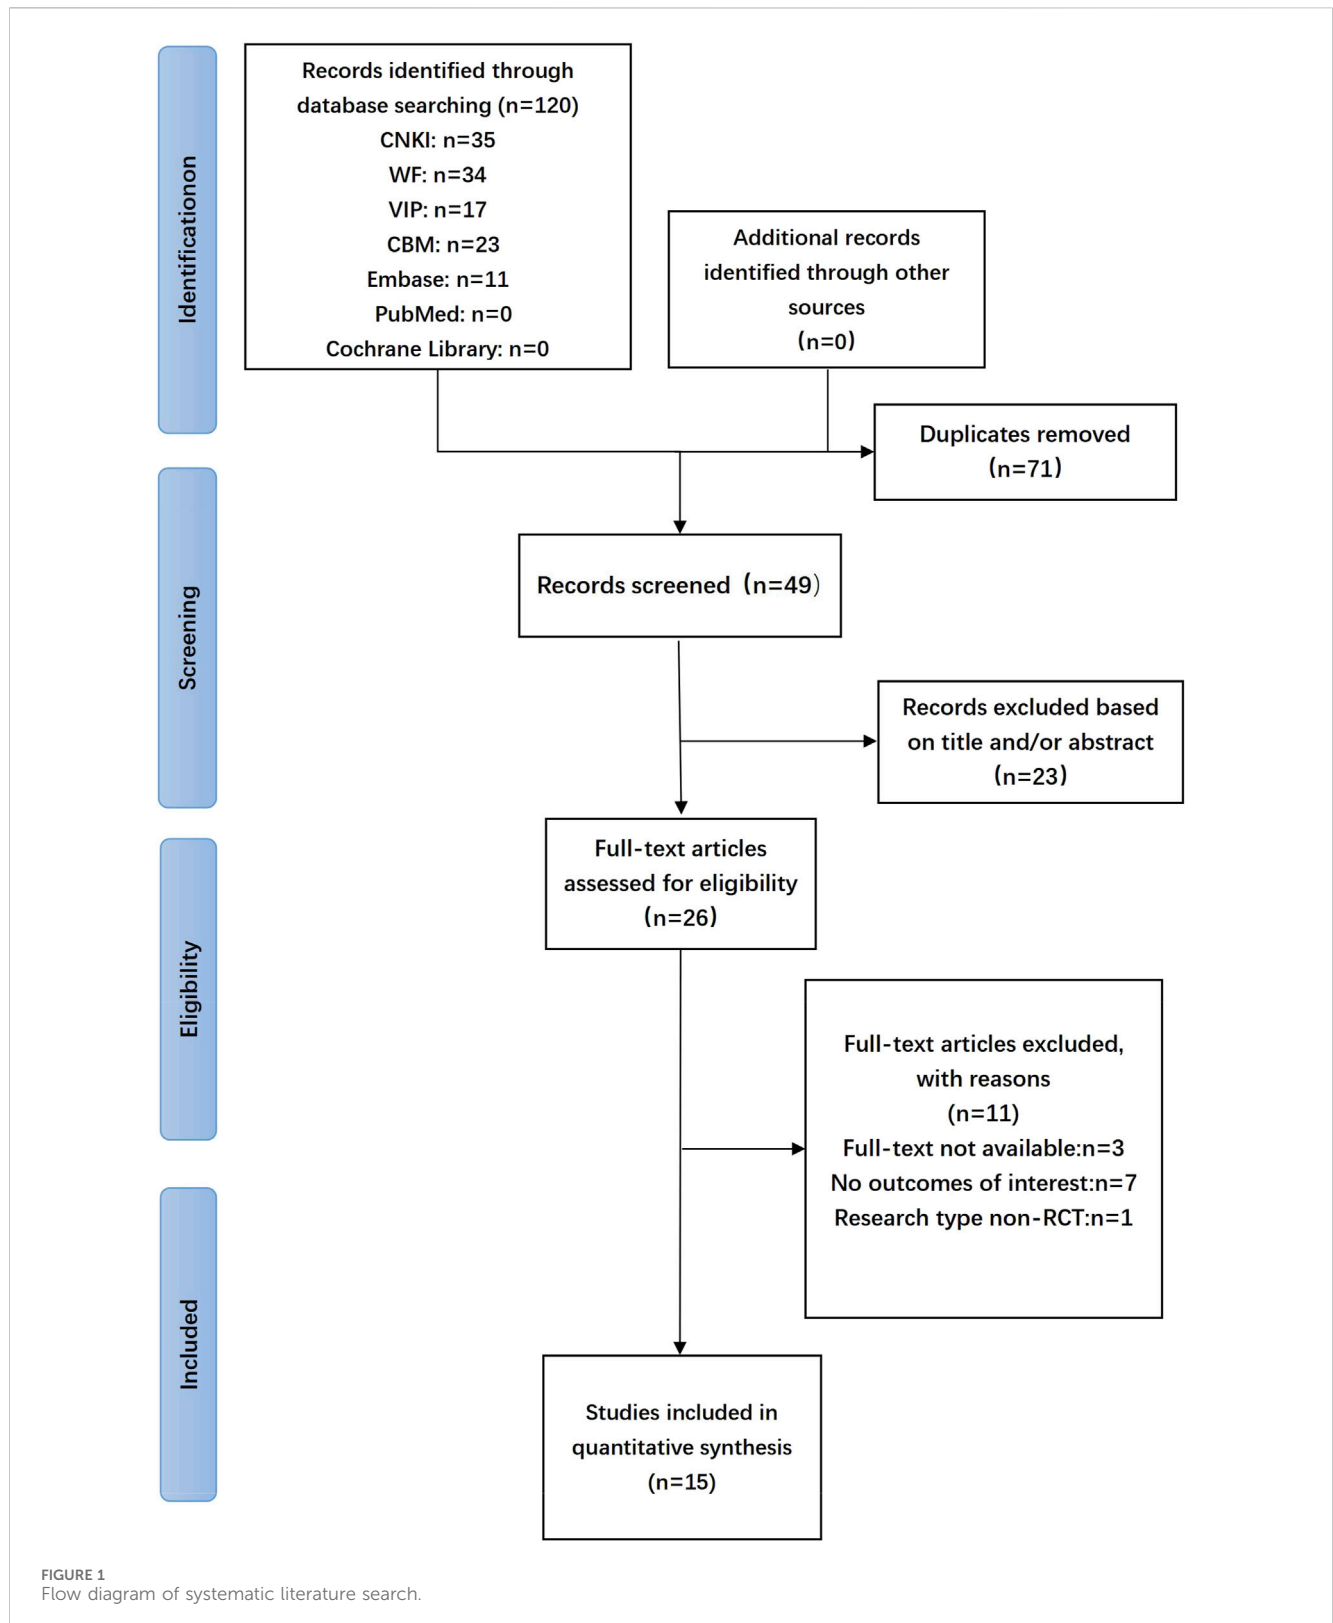 Identificationon
Records identified through
database searching (n=120)
CNKI: n=35
WF: n=34
VIP: n=17
CBM: n=23
Embase: n=11
PubMed: n=0
Cochrane Library: n=0
Additional records
identified through other
sources
(n=0)
Duplicates removed
(n=71)
Screening
Records screened (n=49)
Records excluded based
on title and/or abstract
(n=23)
Eligibility
Full-text articles
assessed for eligibility
(n=26)
Full-text articles excluded,
with reasons
(n=11)
Full-text not available:n=3
No outcomes of interest:n=7
Research type non-RCT:n=1
Included
Studies included in
quantitative synthesis
(n=15)
FIGURE 1
Flow diagram of systematic literature search.